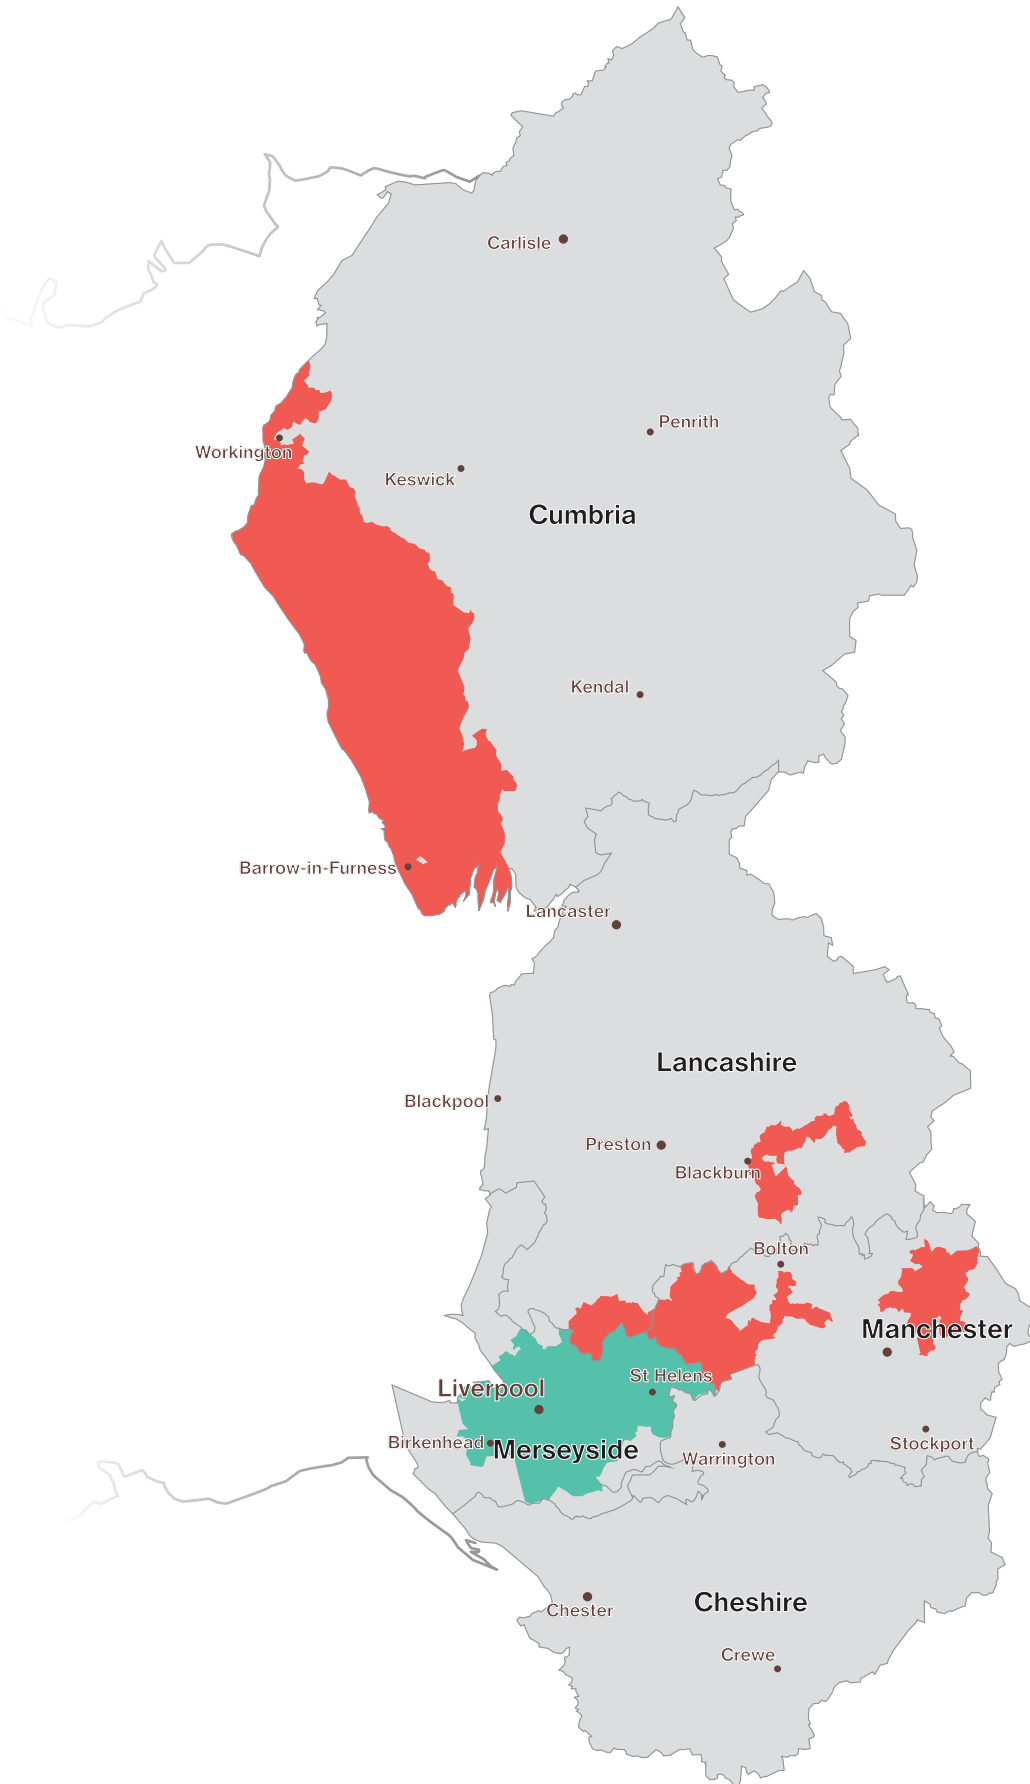 Carlisle
Penrith
Workington
Keswick
Cumbria
Kendal
Barrow-in-Furness
Lancaster
Lancashire
Blackpool
Preston
Blackburn
Bolton
Manchester
St Helens
Liverpool
Birkenhead
Merseyside
Stockport
Warrington
Cheshire
Chester
Crewe